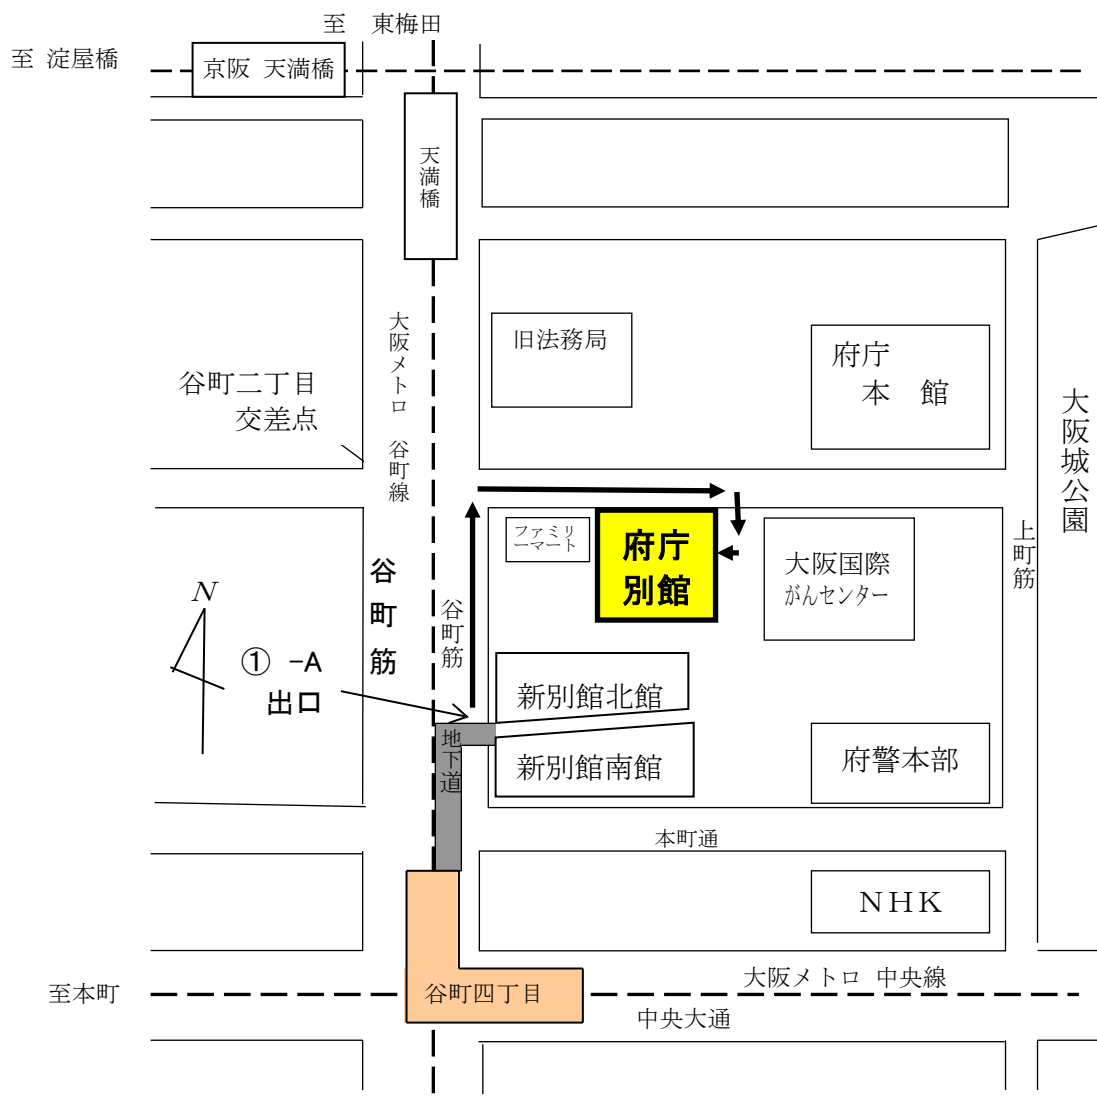 至 東梅田
至 淀屋橋
京阪 天満橋
天満橋
大阪メトロ 谷町線
旧法務局
府庁
本 館
谷町二丁目
交差点
大阪城公園
ファミリ
ーマート
府庁
別館
大阪国際
がんセンター
上町筋
谷町筋
谷町筋
N
① -A
出口
新別館北館
地下道
新別館南館
府警本部
本町通
NHK
大阪メトロ 中央線
至本町
谷町四丁目
中央大通